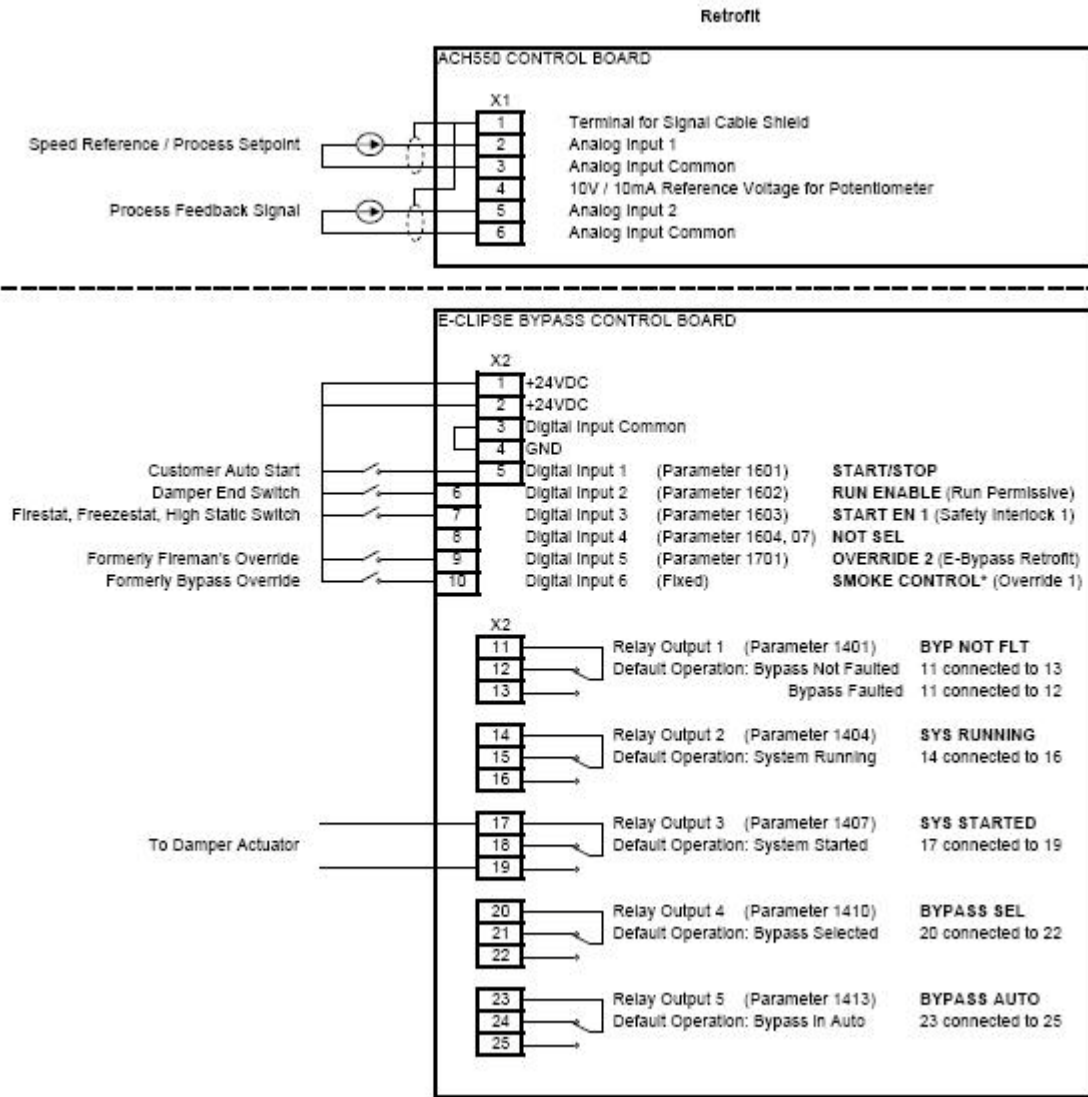 Retrofit
ACH550 CONTROL BOARD
X1
1 Terminal for Signal Cable Shield
Speed Reference / Process Setpoint 2 Analog Input 1
3 Analog Input Common
4 10V / 10mA Reference Voltage for Potentiometer
Process Feedback Signal 5 Analog Input 2
6 Analog Input Common
E-CLIPSE BYPASS CONTROL BOARD
X2
1 +24VDC
2 +24VDC
3 Digital Input Common
4 GND
Customer Auto Start 5 Digital Input 1 (Parameter 1601) START/STOP
Damper End Switch 6 Digital Input 2 (Parameter 1602) RUN ENABLE (Run Permissive)
Firestat, Freezestat, High Static Switch 7 Digital Input 3 (Parameter 1603) START EN 1 (Safety Interlock 1)
8 Digital Input 4 (Parameter 1604, 07) NOT SEL
Formerly Fireman's Override 9 Digital Input 5 (Parameter 1701) OVERRIDE 2 (E-Bypass Retrofit)
Formerly Bypass Override 10 Digital Input 6 (Fixed) SMOKE CONTROL* (Override 1)
X2
11 Relay Output 1 (Parameter 1401) BYP NOT FLT
12 Default Operation: Bypass Not Faulted 11 connected to 13
13 Bypass Faulted 11 connected to 12
14 Relay Output 2 (Parameter 1404) SYS RUNNING
15 Default Operation: System Running 14 connected to 16
16
17 Relay Output 3 (Parameter 1407) SYS STARTED
To Damper Actuator 18 Default Operation: System Started 17 connected to 19
19
20 Relay Output 4 (Parameter 1410) BYPASS SEL
21 Default Operation: Bypass Selected 20 connected to 22
22
23 Relay Output 5 (Parameter 1413) BYPASS AUTO
24 Default Operation: Bypass in Auto 23 connected to 25
25